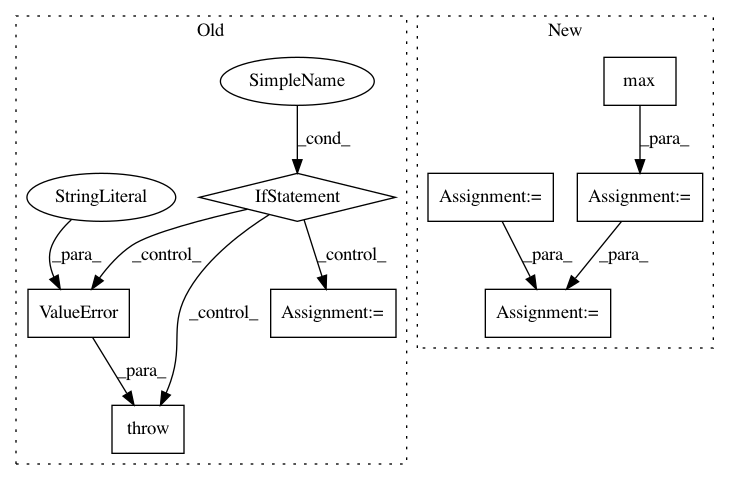 Old
New
SimpleName
max
_cond_
_para_
StringLiteral
IfStatement
Assignment:=
Assignment:=
_para_
_control_
_control_
_para_
_para_
ValueError
_control_
Assignment:=
Assignment:=
_para_
throw